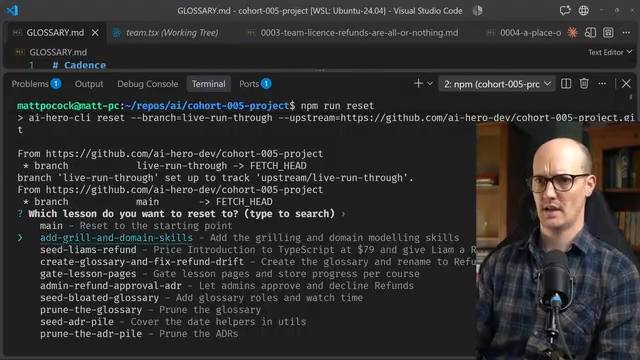 GLOSSARY.md - cohort-005-project [WSL: Ubuntu-24.04] - Visual Studio Code
GLOSSARY.md team.tsx (Working Tree) 0003-team-licence-refunds-are-all-or-nothing.md 0004-a-place-o
GLOSSARY.md Text Editor
1 # Cadence
Problems 1 Output Debug Console Terminal Ports 1 2: npm (cohort-005-prc
mattpocock@matt-pc:~/repos/ai/cohort-005-project$ npm run reset
> ai-hero-cli reset --branch=live-run-through --upstream=https://github.com/ai-hero-dev/cohort-005-project.gi
t
From https://github.com/ai-hero-dev/cohort-005-project
* branch live-run-through -> FETCH_HEAD
branch 'live-run-through' set up to track 'upstream/live-run-through'.
From https://github.com/ai-hero-dev/cohort-005-project
* branch main -> FETCH_HEAD
? Which lesson do you want to reset to? (type to search) ›
main - Reset to the starting point
❯ add-grill-and-domain-skills - Add the grilling and domain modelling skills
seed-liams-refund - Price Introduction to TypeScript at $79 and give Liam a R
create-glossary-and-fix-refund-drift - Create the glossary and rename to Refu
gate-lesson-pages - Gate lesson pages and store progress per course
admin-refund-approval-adr - Let admins approve and decline Refunds
seed-bloated-glossary - Add glossary roles and watch time
prune-the-glossary - Prune the glossary
seed-adr-pile - Cover the date helpers in utils
prune-the-adr-pile - Prune the ADRs